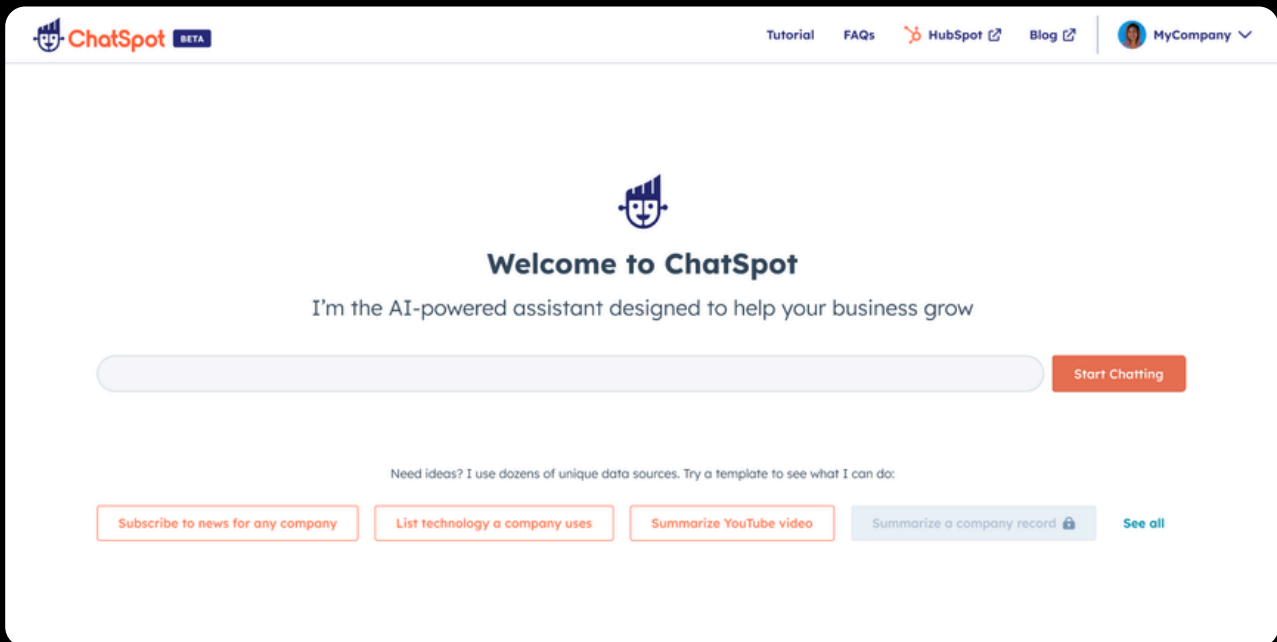 ChatSpot BETA
Tutorial FAQs HubSpot Blog MyCompany
Welcome to ChatSpot
I'm the AI-powered assistant designed to help your business grow
Start Chatting
Need ideas? I use dozens of unique data sources. Try a template to see what I can do:
Subscribe to news for any company List technology a company uses Summarize YouTube video Summarize a company record See all